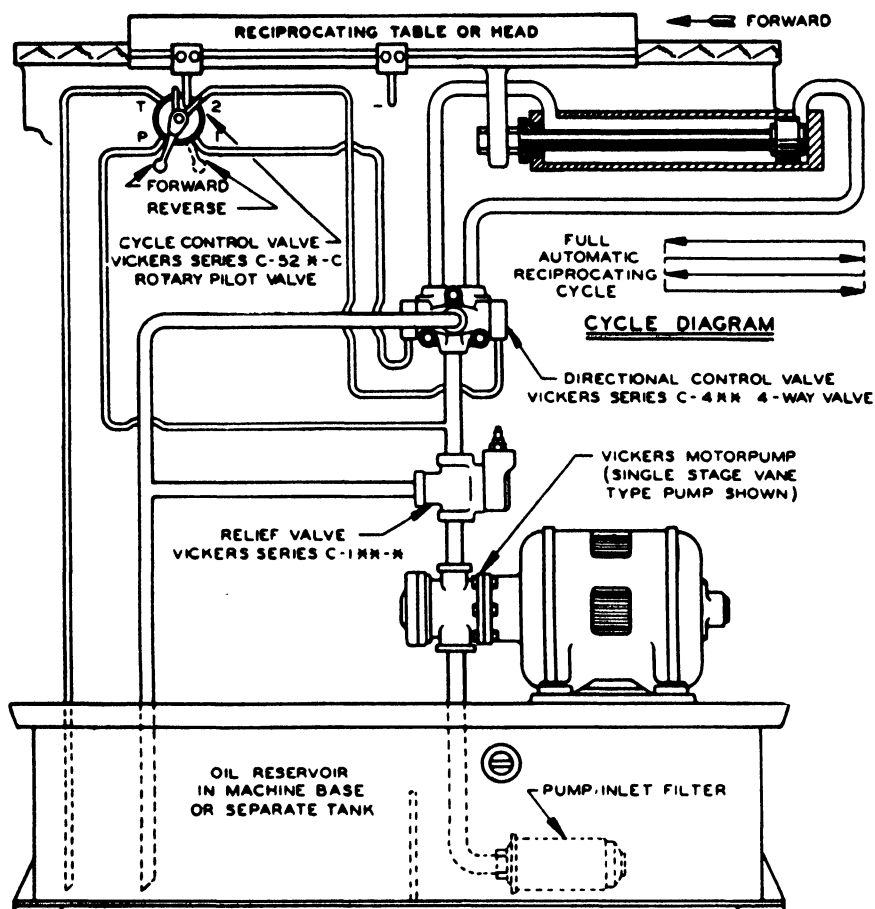 RECIPROCATING TABLE OR HEAD
FORWARD
T
2
P
1
FORWARD
REVERSE
CYCLE CONTROL VALVE
VICKERS SERIES C-52 *-C
ROTARY PILOT VALVE
FULL
AUTOMATIC
RECIPROCATING
CYCLE
CYCLE DIAGRAM
DIRECTIONAL CONTROL VALVE
VICKERS SERIES C-4** 4-WAY VALVE
VICKERS MOTORPUMP
(SINGLE STAGE VANE
TYPE PUMP SHOWN)
RELIEF VALVE
VICKERS SERIES C-1**-*
OIL RESERVOIR
IN MACHINE BASE
OR SEPARATE TANK
PUMP INLET FILTER